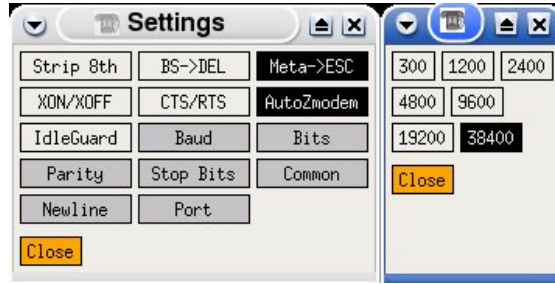 Settings
Strip 8th BS->DEL Meta->ESC
XON/XOFF CTS/RTS AutoZmodem
IdleGuard Baud Bits
Parity Stop Bits Common
Newline Port
Close
300 1200 2400
4800 9600
19200 38400
Close